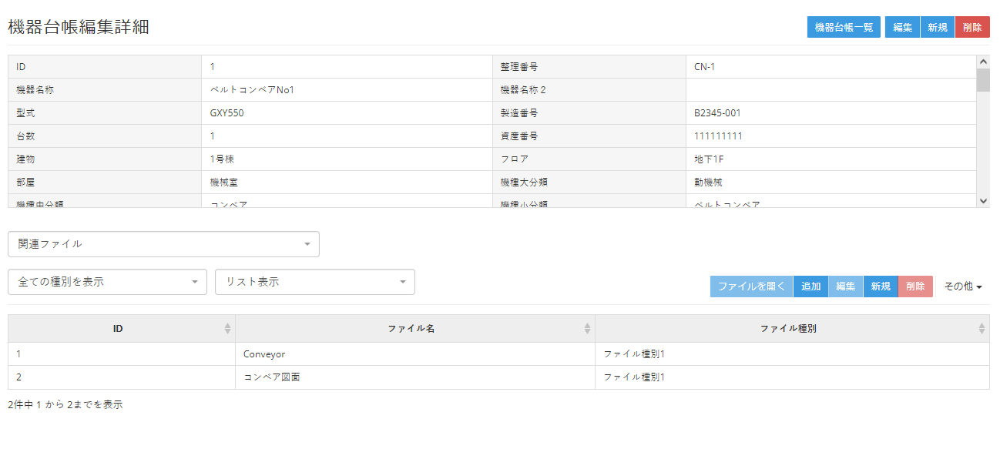 機器台帳編集詳細
機器台帳一覧 編集 新規 削除
ID 1 整理番号 CN-1
機器名称 ベルトコンベアNo1 機器名称 2
型式 GXY550 製造番号 B2345-001
台数 1 資産番号 111111111
建物 1号棟 フロア 地下1F
部屋 機械室 機種大分類 動機械
機種中分類 コンベア 機種小分類 ベルトコンベア
関連ファイル
全ての種別を表示 リスト表示
ファイルを開く 追加 編集 新規 削除 その他
ID ファイル名 ファイル種別
1 Conveyor ファイル種別1
2 コンベア図面 ファイル種別1
2件中 1 から 2までを表示